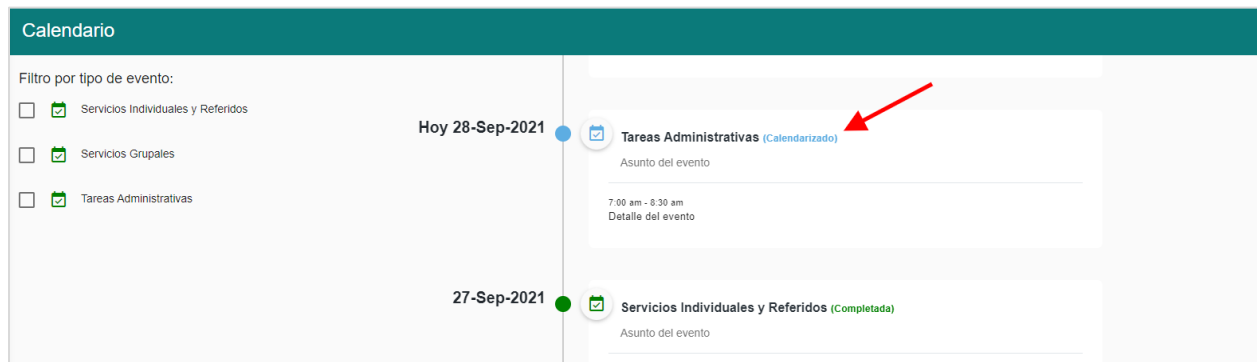 Calendario
Filtro por tipo de evento:
Servicios Individuales y Referidos
Servicios Grupales
Tareas Administrativas
Hoy 28-Sep-2021
Tareas Administrativas (Calendarizado)
Asunto del evento
7:00 am - 8:30 am
Detalle del evento
27-Sep-2021
Servicios Individuales y Referidos (Completada)
Asunto del evento